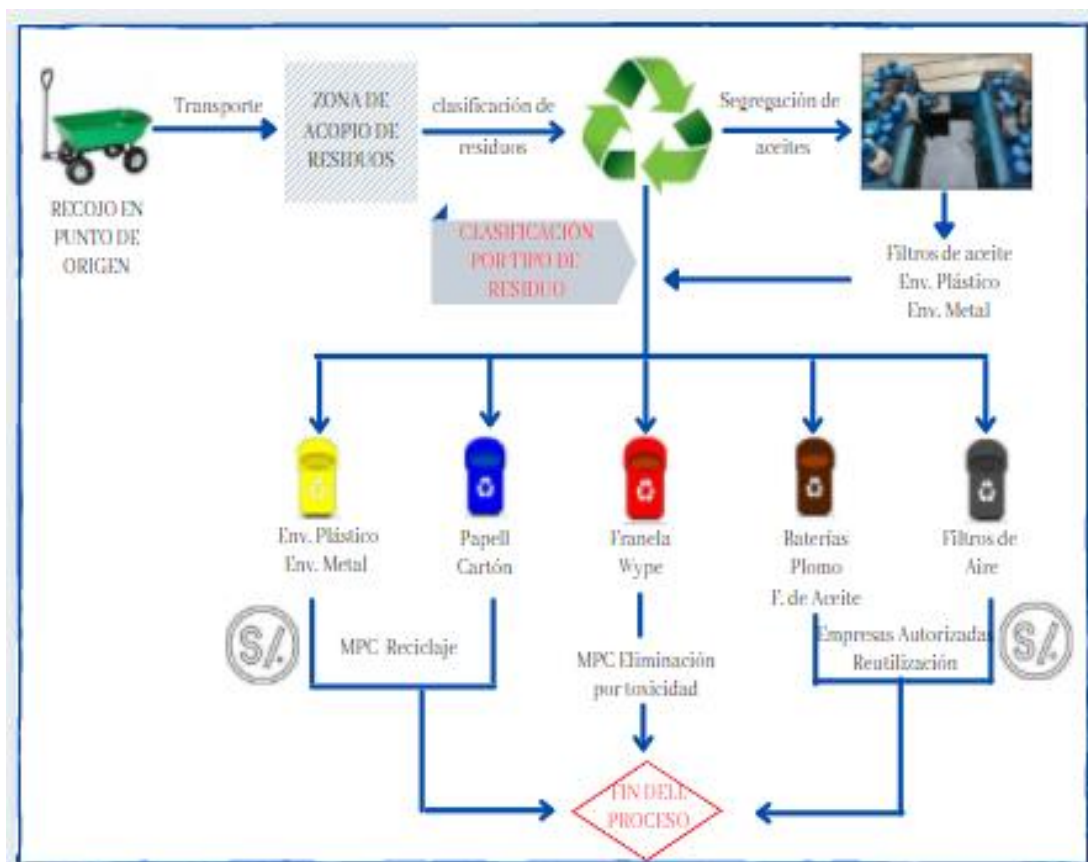 Transporte
ZONA DE
ACOPIO DE
RESIDUOS
clasificación de
residuos
Segregación de
aceites
RECOJO EN
PUNTO DE
ORIGEN
CLASIFICACIÓN
POR TIPO DE
RESIDUO
Filtros de aceite
Env. Plástico
Env. Metal
Env. Plástico
Env. Metal
Papell
Cartón
Franela
Wype
Baterías
Plomo
F. de Aceite
Filtros de
Aire
S/.
MPC Reciclaje
MPC Eliminación
por toxicidad
Empresas Autorizadas
Reutilización
S/.
FIN DELL
PROCESO